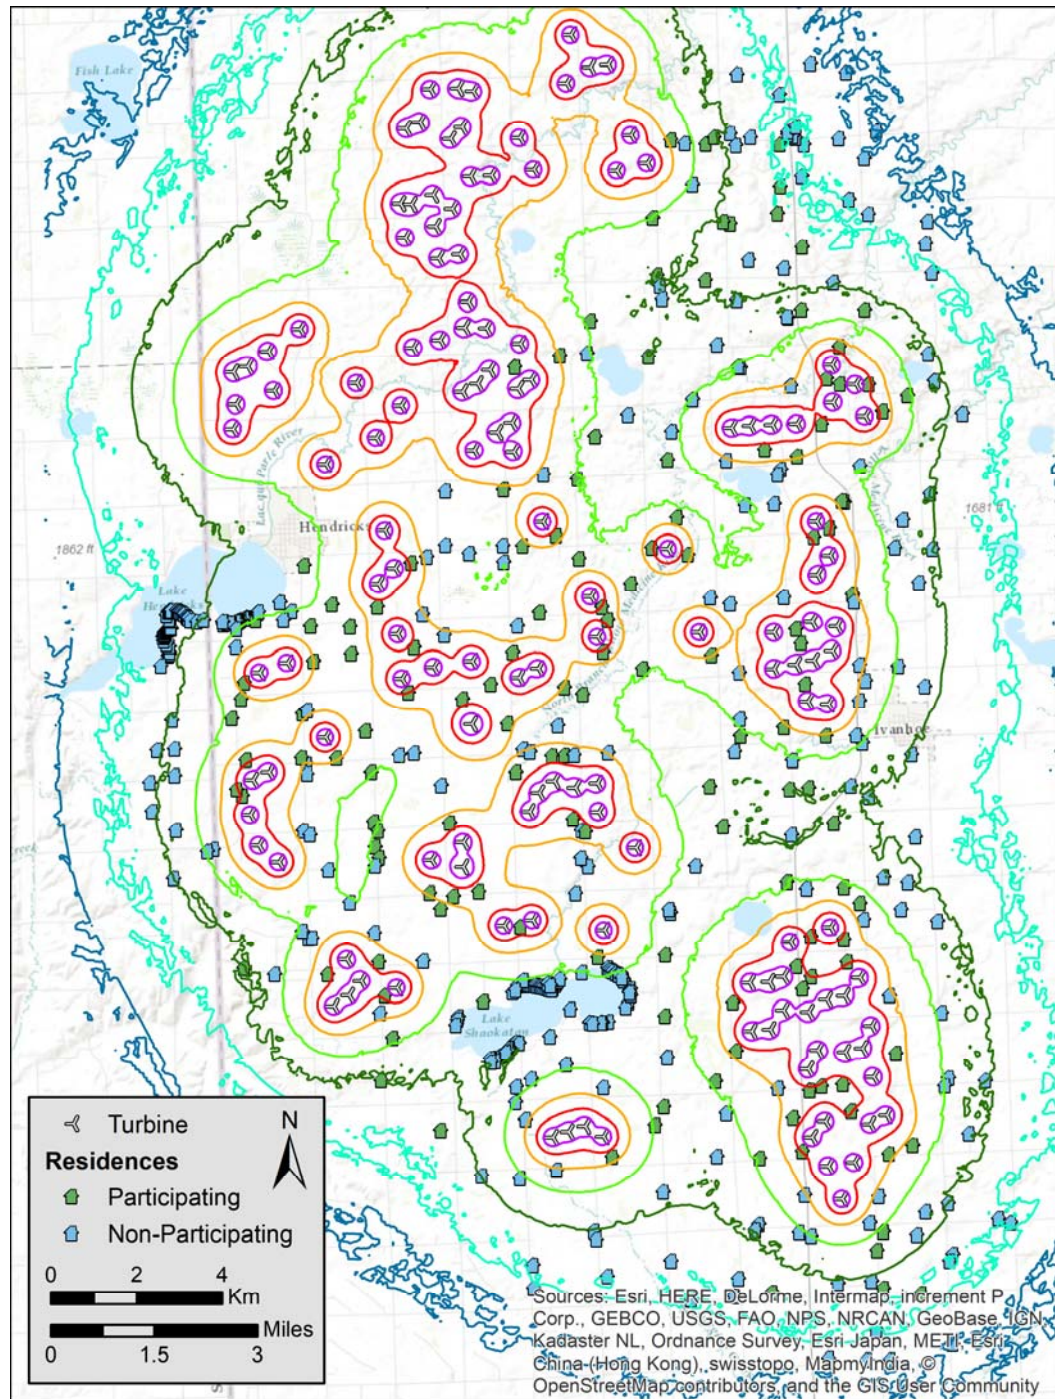 Fish Lake
Lac qui Parle River
Hendricks
1862 ft
1681 ft
Lake
Hendricks
Ivanhoe
Lake
Shaokatan
N
Turbine
Residences
Participating
Non-Participating
0 2 4
Km
Miles
0 1.5 3
Sources: Esri, HERE, DeLorme, Intermap, increment P
Corp., GEBCO, USGS, FAO, NPS, NRCAN, GeoBase, IGN,
Kadaster NL, Ordnance Survey, Esri Japan, METI, Esri
China (Hong Kong), swisstopo, MapmyIndia, ©
OpenStreetMap contributors, and the GIS User Community